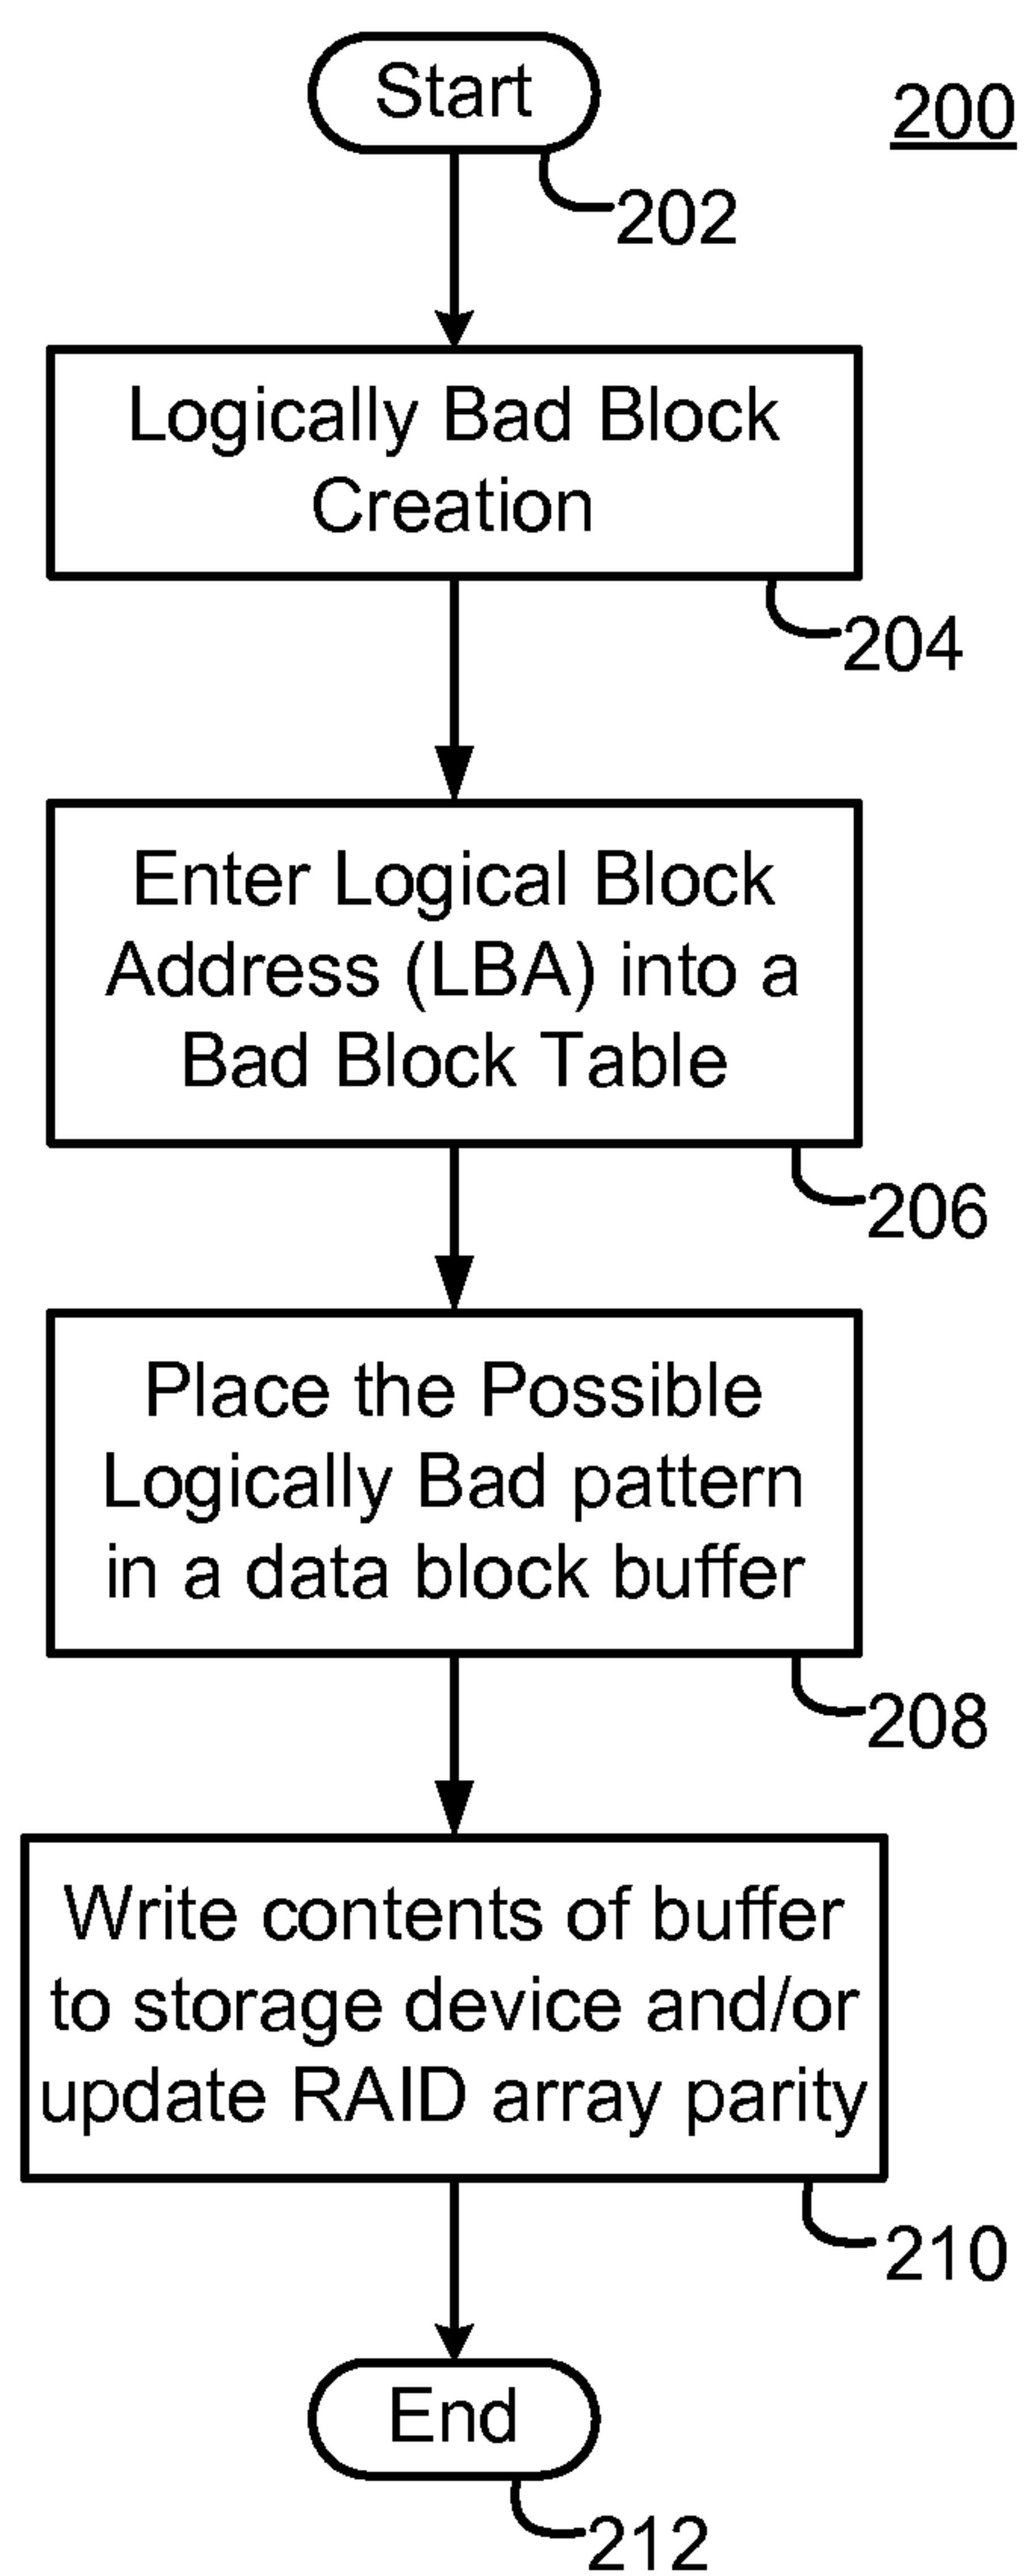 Start
200
202
Logically Bad Block
Creation
204
Enter Logical Block
Address (LBA) into a
Bad Block Table
206
Place the Possible
Logically Bad pattern
in a data block buffer
208
Write contents of buffer
to storage device and/or
update RAID array parity
210
End
212